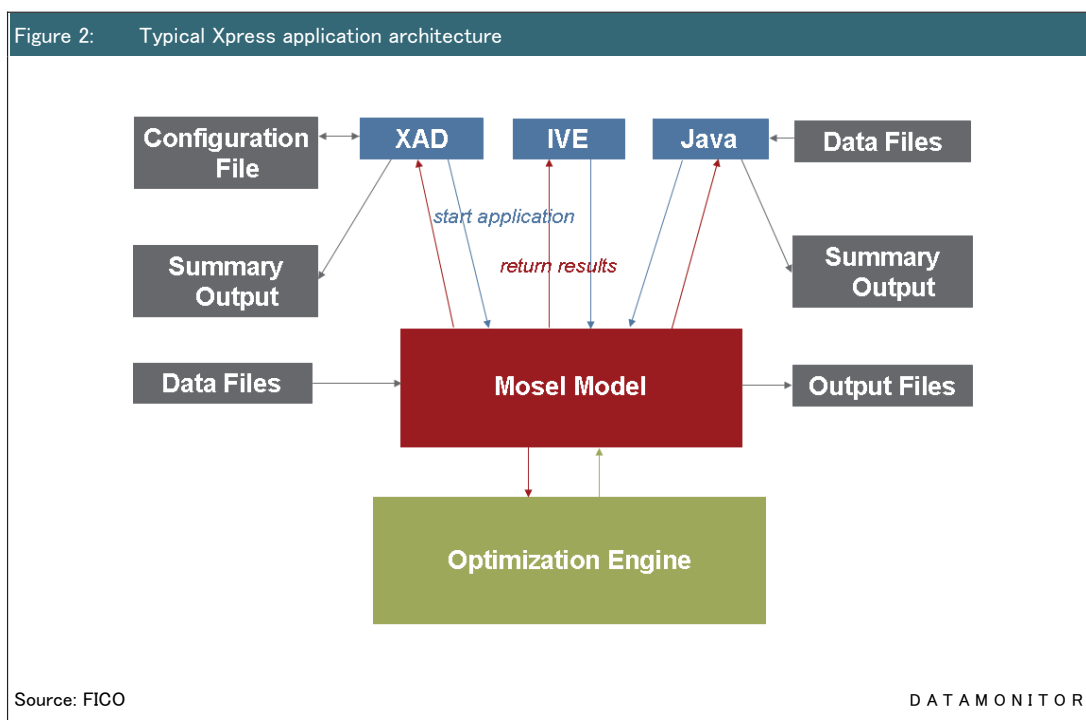 Figure 2: Typical Xpress application architecture
Configuration
File
XAD
IVE
Java
Data Files
start application
Summary
Output
return results
Summary
Output
Data Files
Mosel Model
Output Files
Optimization Engine
Source: FICO
DATAMONITOR